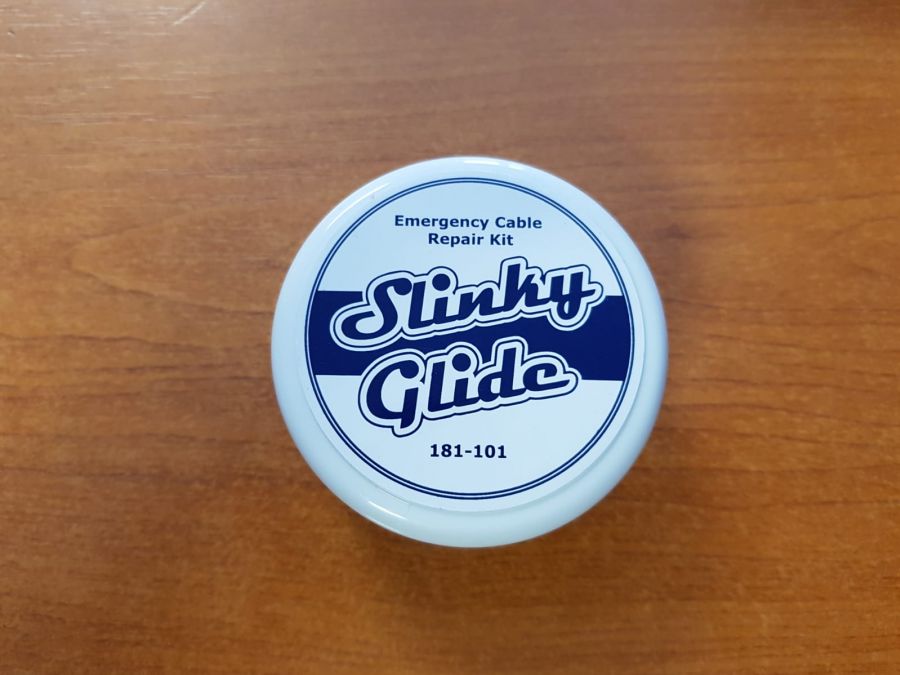 Emergency Cable
Repair Kit
Slinky
Glide
181-101